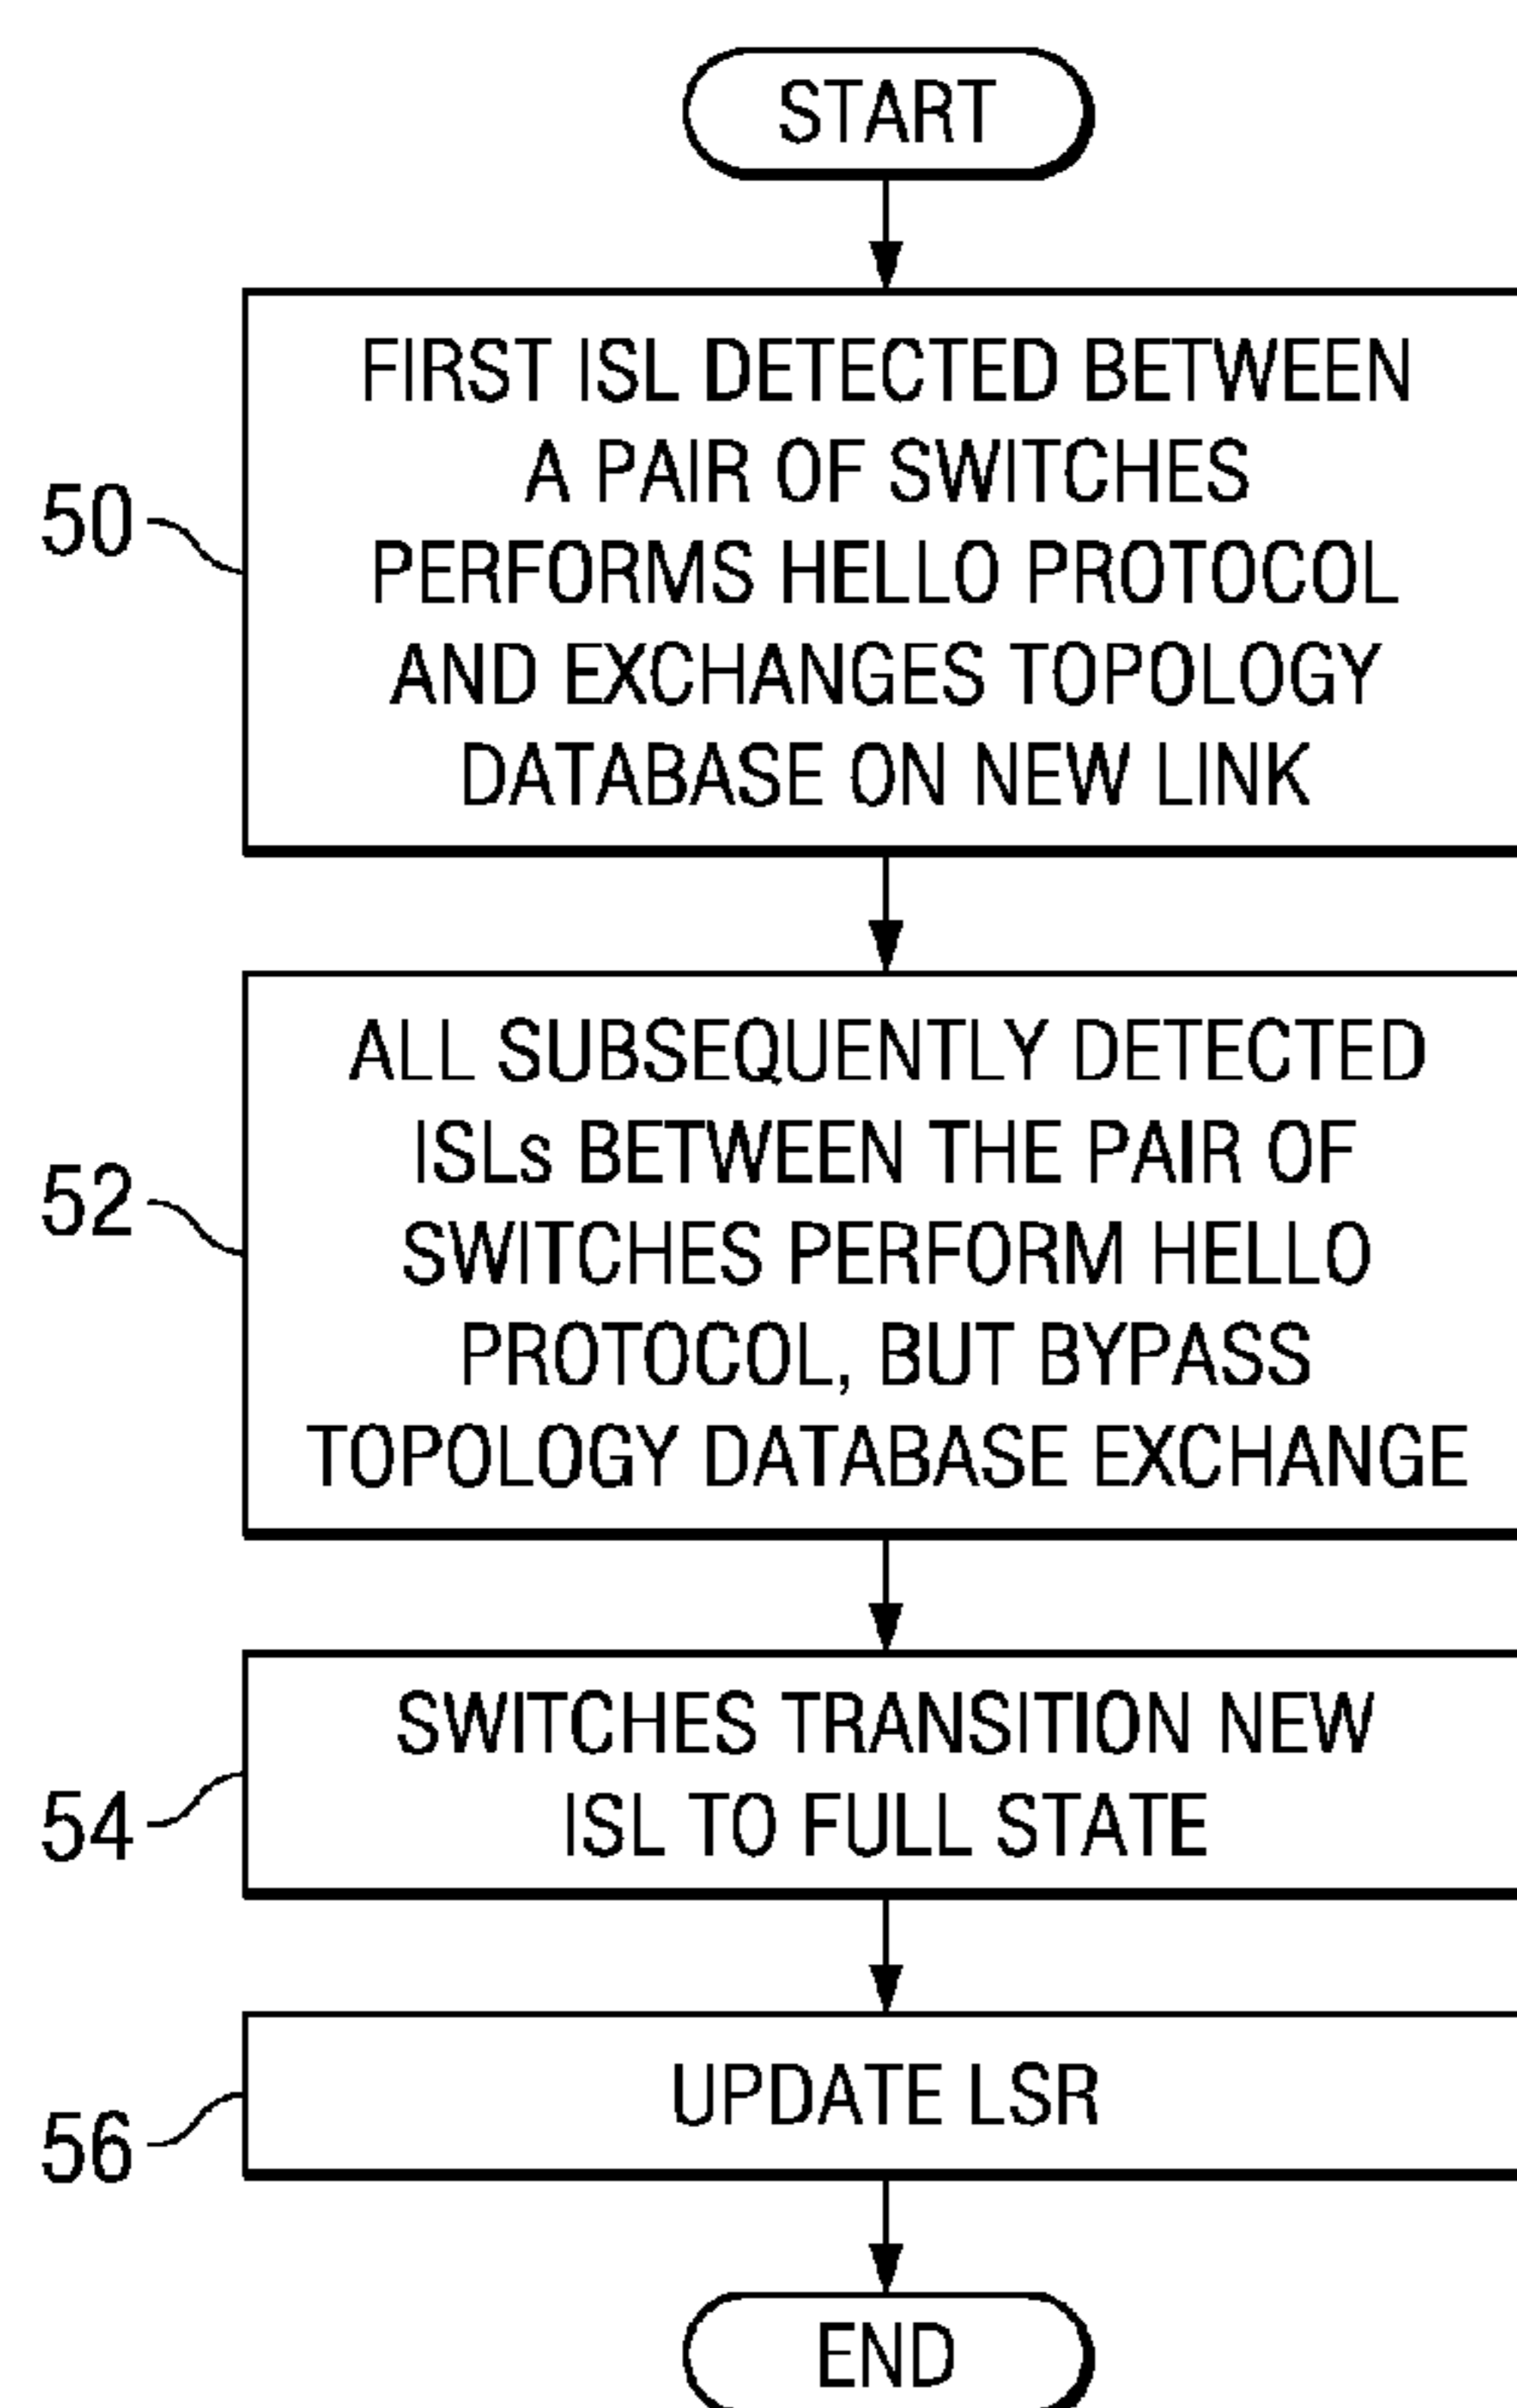 START
FIRST ISL DETECTED BETWEEN
A PAIR OF SWITCHES
PERFORMS HELLO PROTOCOL
AND EXCHANGES TOPOLOGY
DATABASE ON NEW LINK
50
ALL SUBSEQUENTLY DETECTED
ISLs BETWEEN THE PAIR OF
SWITCHES PERFORM HELLO
PROTOCOL, BUT BYPASS
TOPOLOGY DATABASE EXCHANGE
52
SWITCHES TRANSITION NEW
ISL TO FULL STATE
54
UPDATE LSR
56
END